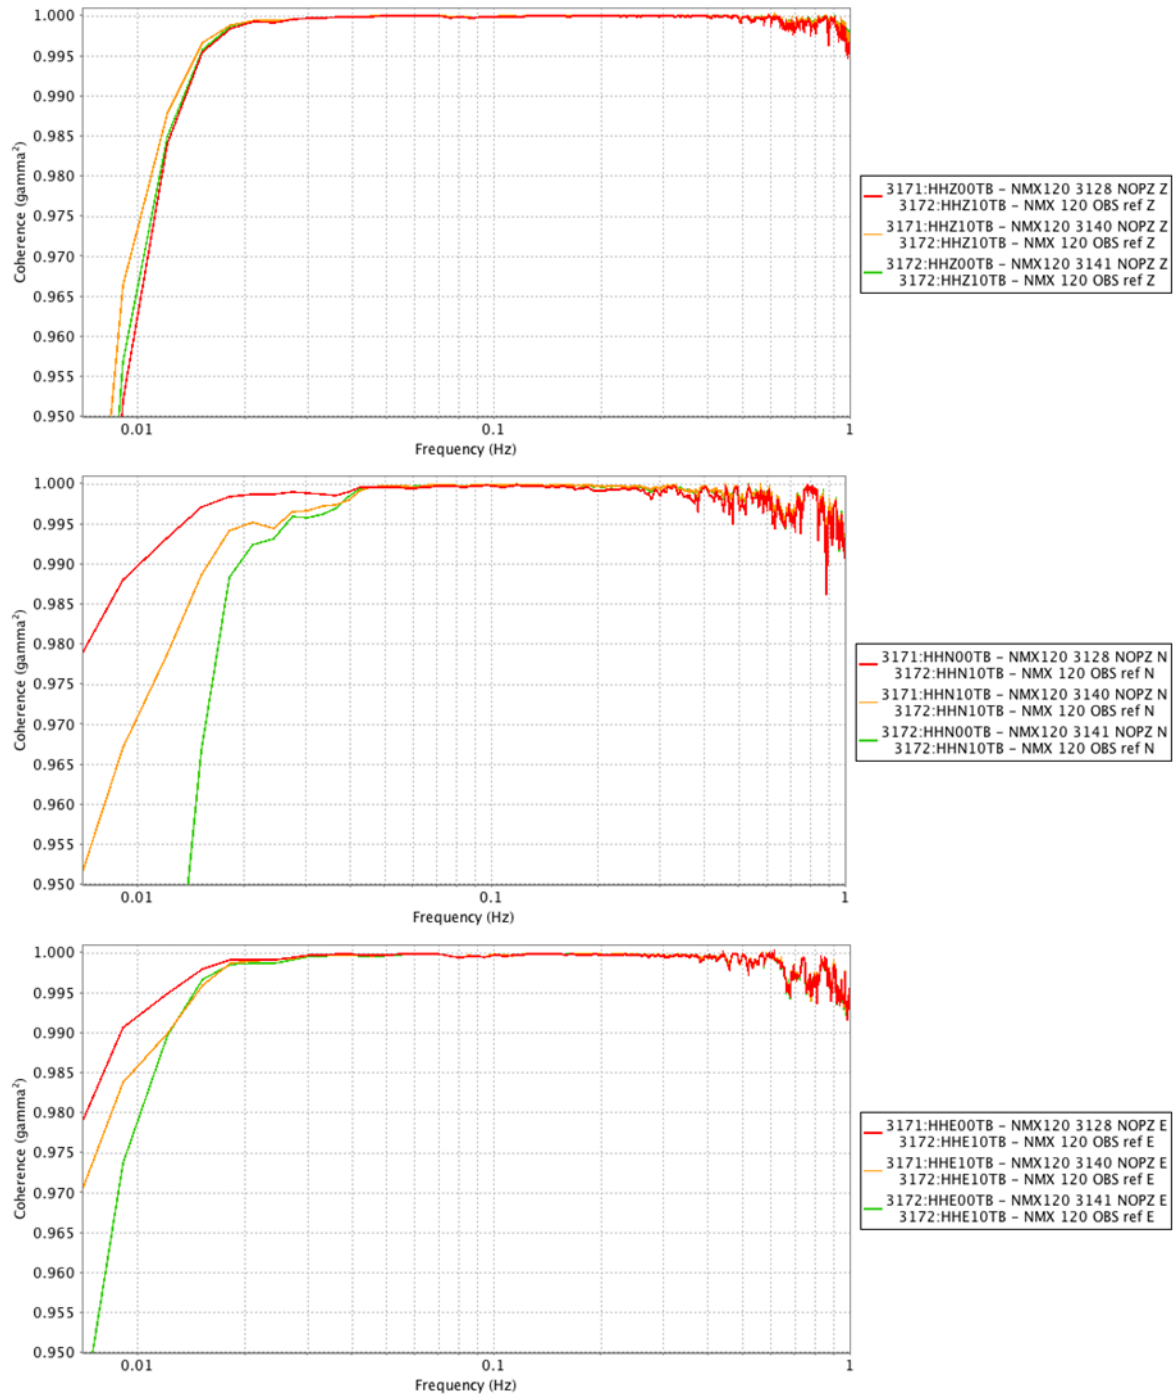 1.000
0.995
0.990
0.985
0.980
0.975
0.970
0.965
0.960
0.955
0.950
Coherence (gamma²)
0.01 0.1 1
Frequency (Hz)
3171:HHZ00TB - NMX120 3128 NOPZ Z
3172:HHZ10TB - NMX 120 OBS ref Z
3171:HHZ10TB - NMX120 3140 NOPZ Z
3172:HHZ10TB - NMX 120 OBS ref Z
3172:HHZ00TB - NMX120 3141 NOPZ Z
3172:HHZ10TB - NMX 120 OBS ref Z
1.000
0.995
0.990
0.985
0.980
0.975
0.970
0.965
0.960
0.955
0.950
Coherence (gamma²)
0.01 0.1 1
Frequency (Hz)
3171:HHN00TB - NMX120 3128 NOPZ N
3172:HHN10TB - NMX 120 OBS ref N
3171:HHN10TB - NMX120 3140 NOPZ N
3172:HHN10TB - NMX 120 OBS ref N
3172:HHN00TB - NMX120 3141 NOPZ N
3172:HHN10TB - NMX 120 OBS ref N
1.000
0.995
0.990
0.985
0.980
0.975
0.970
0.965
0.960
0.955
0.950
Coherence (gamma²)
0.01 0.1 1
Frequency (Hz)
3171:HHE00TB - NMX120 3128 NOPZ E
3172:HHE10TB - NMX 120 OBS ref E
3171:HHE10TB - NMX120 3140 NOPZ E
3172:HHE10TB - NMX 120 OBS ref E
3172:HHE00TB - NMX120 3141 NOPZ E
3172:HHE10TB - NMX 120 OBS ref E